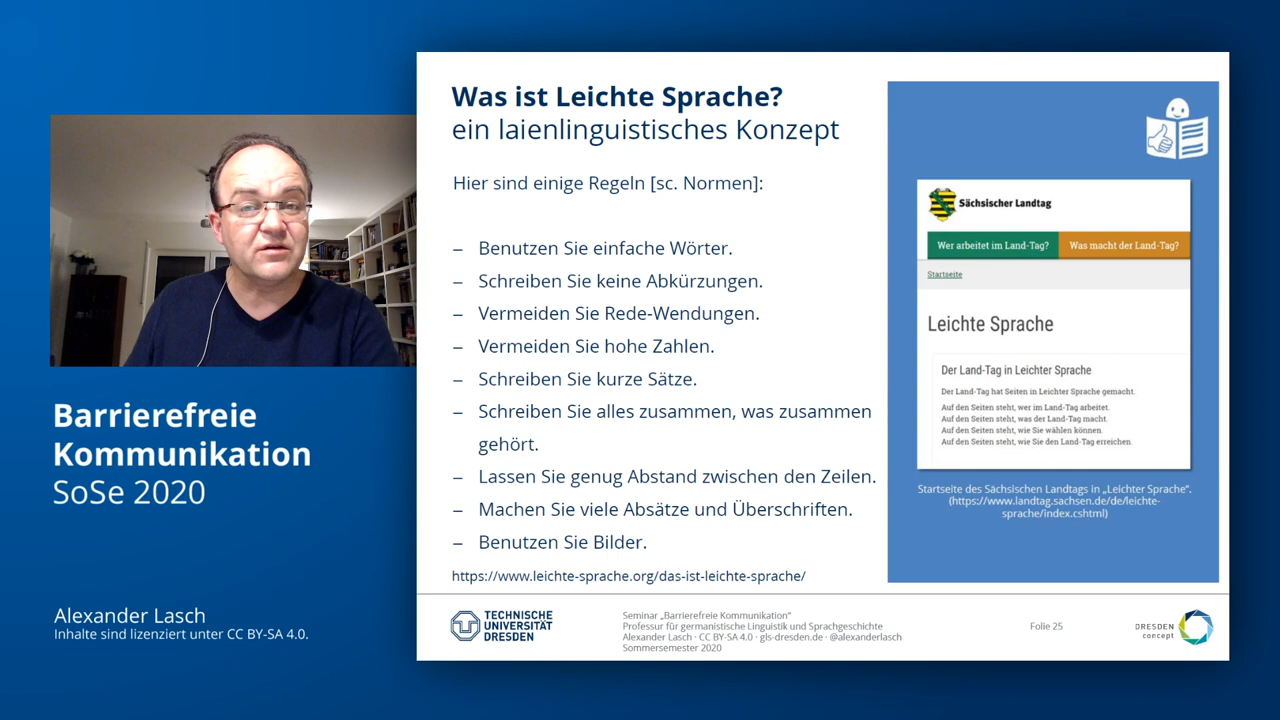 Was ist Leichte Sprache?
ein laienlinguistisches Konzept
Hier sind einige Regeln [sc. Normen]:
– Benutzen Sie einfache Wörter.
– Schreiben Sie keine Abkürzungen.
– Vermeiden Sie Rede-Wendungen.
– Vermeiden Sie hohe Zahlen.
– Schreiben Sie kurze Sätze.
– Schreiben Sie alles zusammen, was zusammen
gehört.
– Lassen Sie genug Abstand zwischen den Zeilen.
– Machen Sie viele Absätze und Überschriften.
– Benutzen Sie Bilder.
https://www.leichte-sprache.org/das-ist-leichte-sprache/
Sächsischer Landtag
Wer arbeitet im Land-Tag? Was macht der Land-Tag?
Startseite
Leichte Sprache
Der Land-Tag in Leichter Sprache
Der Land-Tag hat Seiten in Leichter Sprache gemacht.
Auf den Seiten steht, wer im Land-Tag arbeitet.
Auf den Seiten steht, was der Land-Tag macht.
Auf den Seiten steht, wie Sie wählen können.
Auf den Seiten steht, wie Sie den Land-Tag erreichen.
Startseite des Sächsischen Landtags in „Leichter Sprache“.
(https://www.landtag.sachsen.de/de/leichte-
sprache/index.cshtml)
Barrierefreie
Kommunikation
SoSe 2020
Alexander Lasch
Inhalte sind lizenziert unter CC BY-SA 4.0.
TECHNISCHE
UNIVERSITÄT
DRESDEN
Seminar „Barrierefreie Kommunikation“
Professur für germanistische Linguistik und Sprachgeschichte
Alexander Lasch · CC BY-SA 4.0 · gls-dresden.de · @alexanderlasch
Sommersemester 2020
Folie 25
DRESDEN
concept